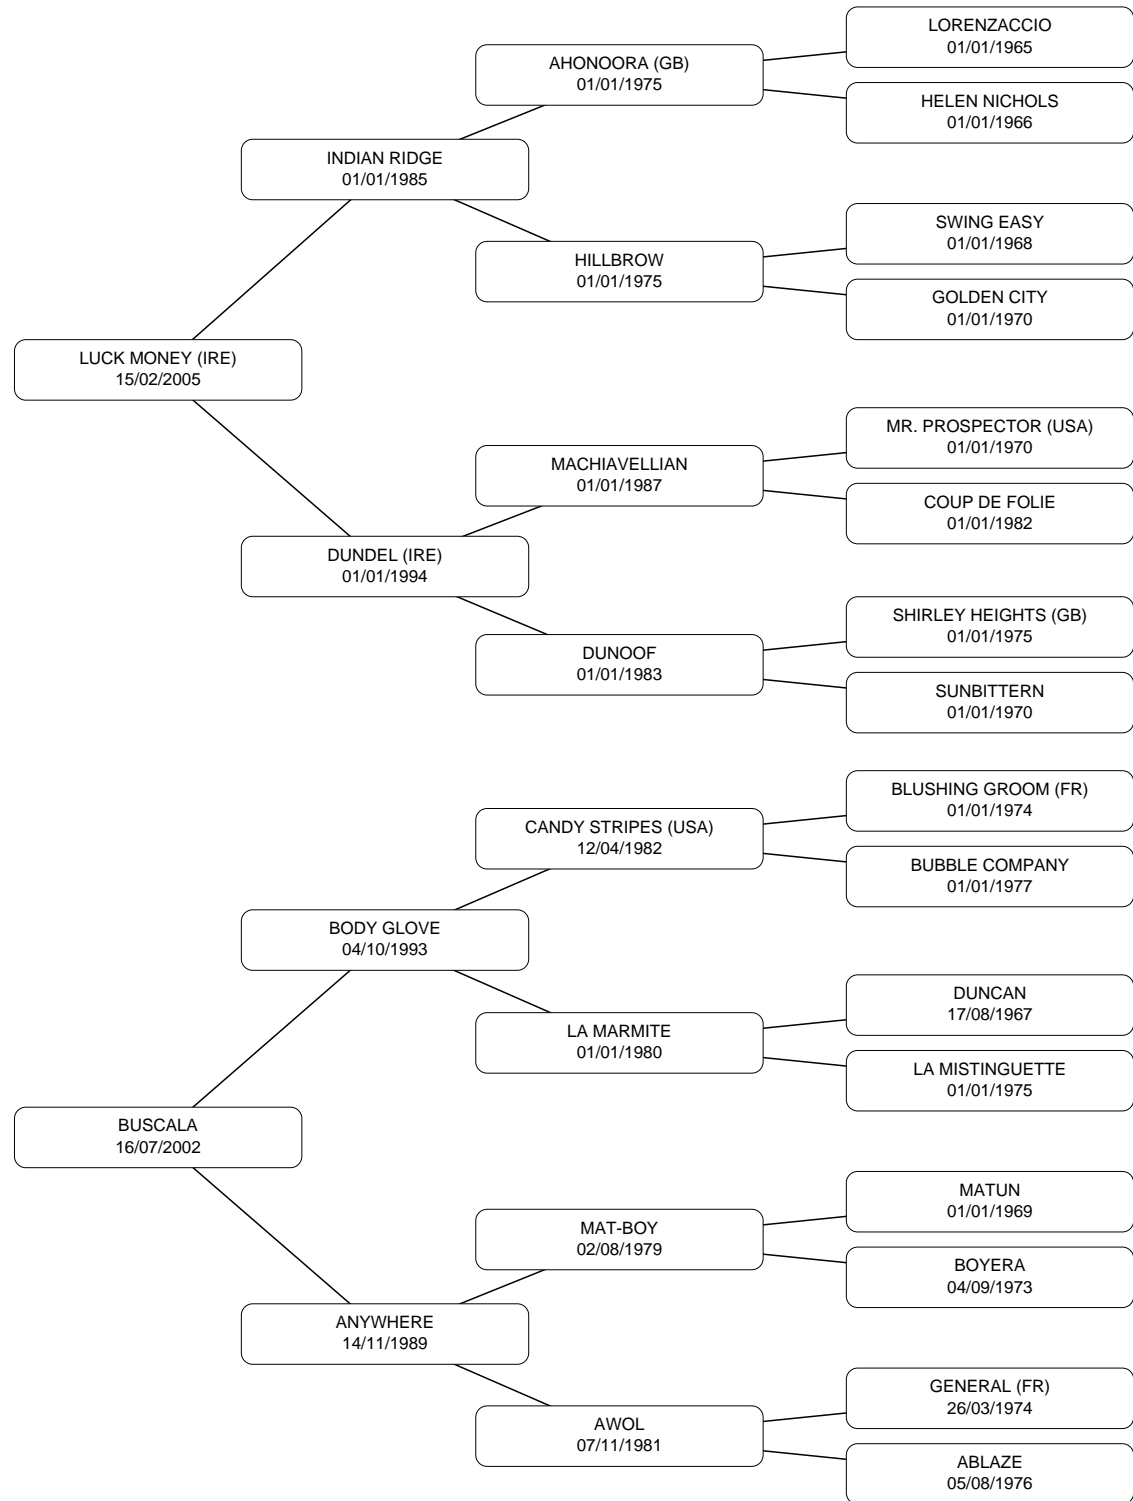 LORENZACCIO
01/01/1965
AHONOORA (GB)
01/01/1975
HELEN NICHOLS
01/01/1966
INDIAN RIDGE
01/01/1985
SWING EASY
01/01/1968
HILLBROW
01/01/1975
GOLDEN CITY
01/01/1970
LUCK MONEY (IRE)
15/02/2005
MR. PROSPECTOR (USA)
01/01/1970
MACHIAVELLIAN
01/01/1987
COUP DE FOLIE
01/01/1982
DUNDEL (IRE)
01/01/1994
SHIRLEY HEIGHTS (GB)
01/01/1975
DUNOOF
01/01/1983
SUNBITTERN
01/01/1970
BLUSHING GROOM (FR)
01/01/1974
CANDY STRIPES (USA)
12/04/1982
BUBBLE COMPANY
01/01/1977
BODY GLOVE
04/10/1993
DUNCAN
17/08/1967
LA MARMITE
01/01/1980
LA MISTINGUETTE
01/01/1975
BUSCALA
16/07/2002
MATUN
01/01/1969
MAT-BOY
02/08/1979
BOYERA
04/09/1973
ANYWHERE
14/11/1989
GENERAL (FR)
26/03/1974
AWOL
07/11/1981
ABLAZE
05/08/1976